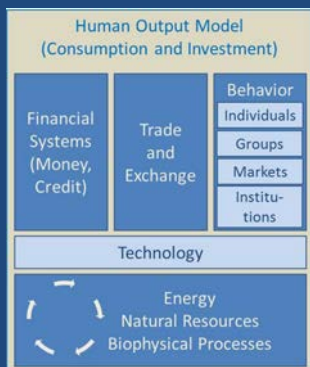 Human Output Model
(Consumption and Investment)
Financial
Systems
(Money,
Credit)
Trade
and
Exchange
Behavior
Individuals
Groups
Markets
Institu-
tions
Technology
Energy
Natural Resources
Biophysical Processes